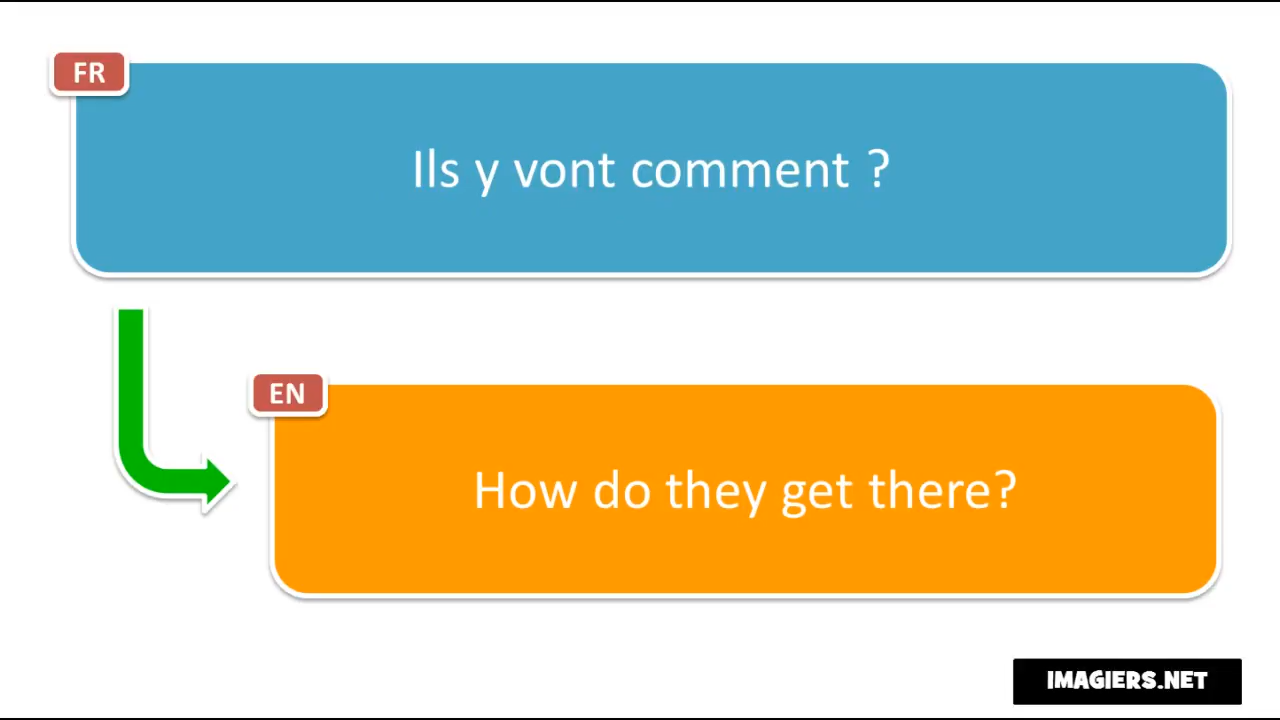 FR
Ils y vont comment ?
EN
How do they get there?
IMAGIERS.NET